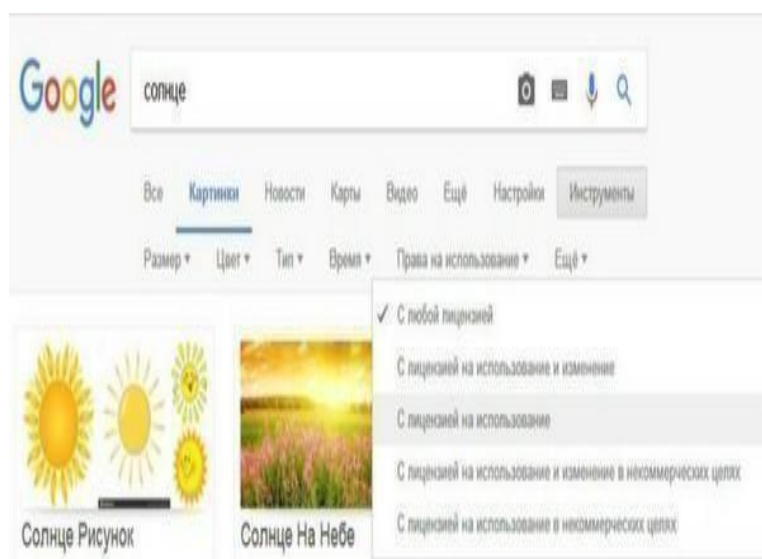 Google солнце
Все Картинки Новости Карты Видео Ещё Настройки Инструменты
Размер Цвет Тип Время Права на использование Ещё
✓ С любой лицензией
С лицензией на использование и изменение
С лицензией на использование
С лицензией на использование и изменение в некоммерческих целях
С лицензией на использование в некоммерческих целях
Солнце Рисунок Солнце На Небе